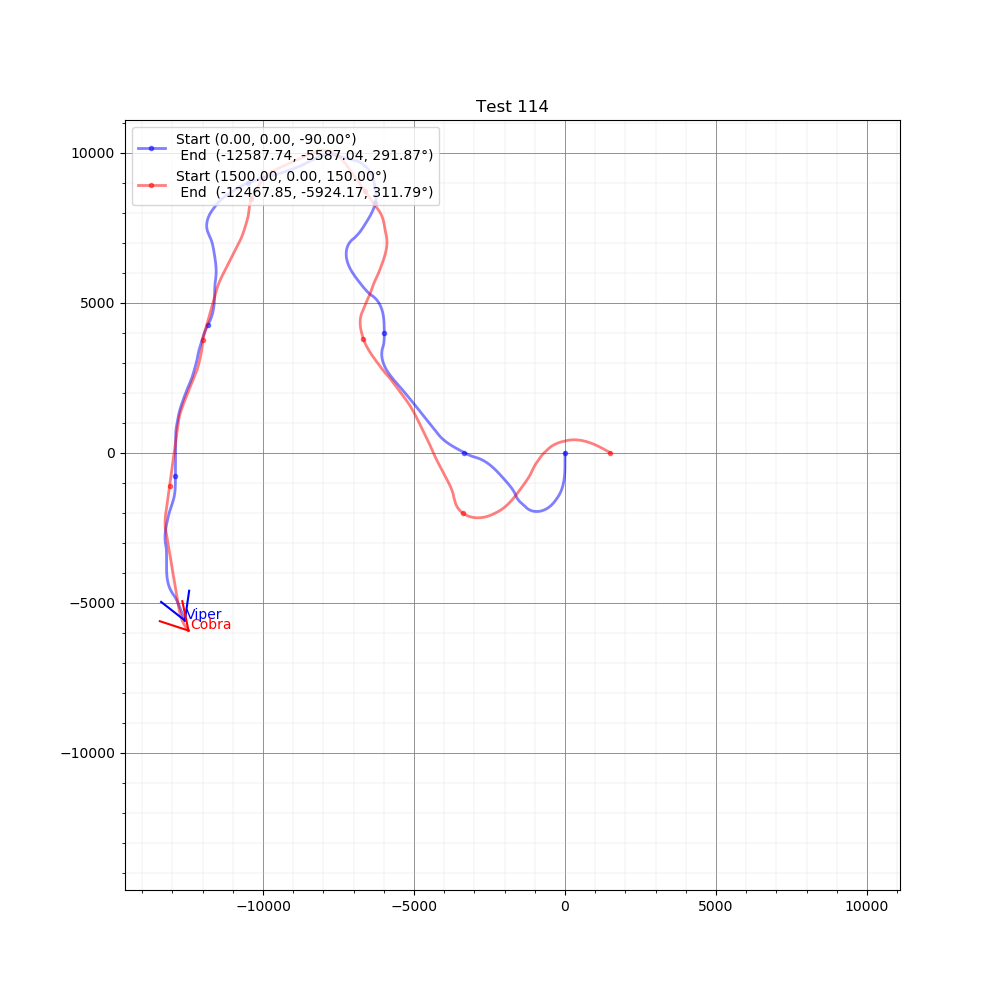 Test 114
Start (0.00, 0.00, -90.00°)
End (-12587.74, -5587.04, 291.87°)
Start (1500.00, 0.00, 150.00°)
End (-12467.85, -5924.17, 311.79°)
10000
5000
0
−5000
−10000
Viper
Cobra
−10000 −5000 0 5000 10000